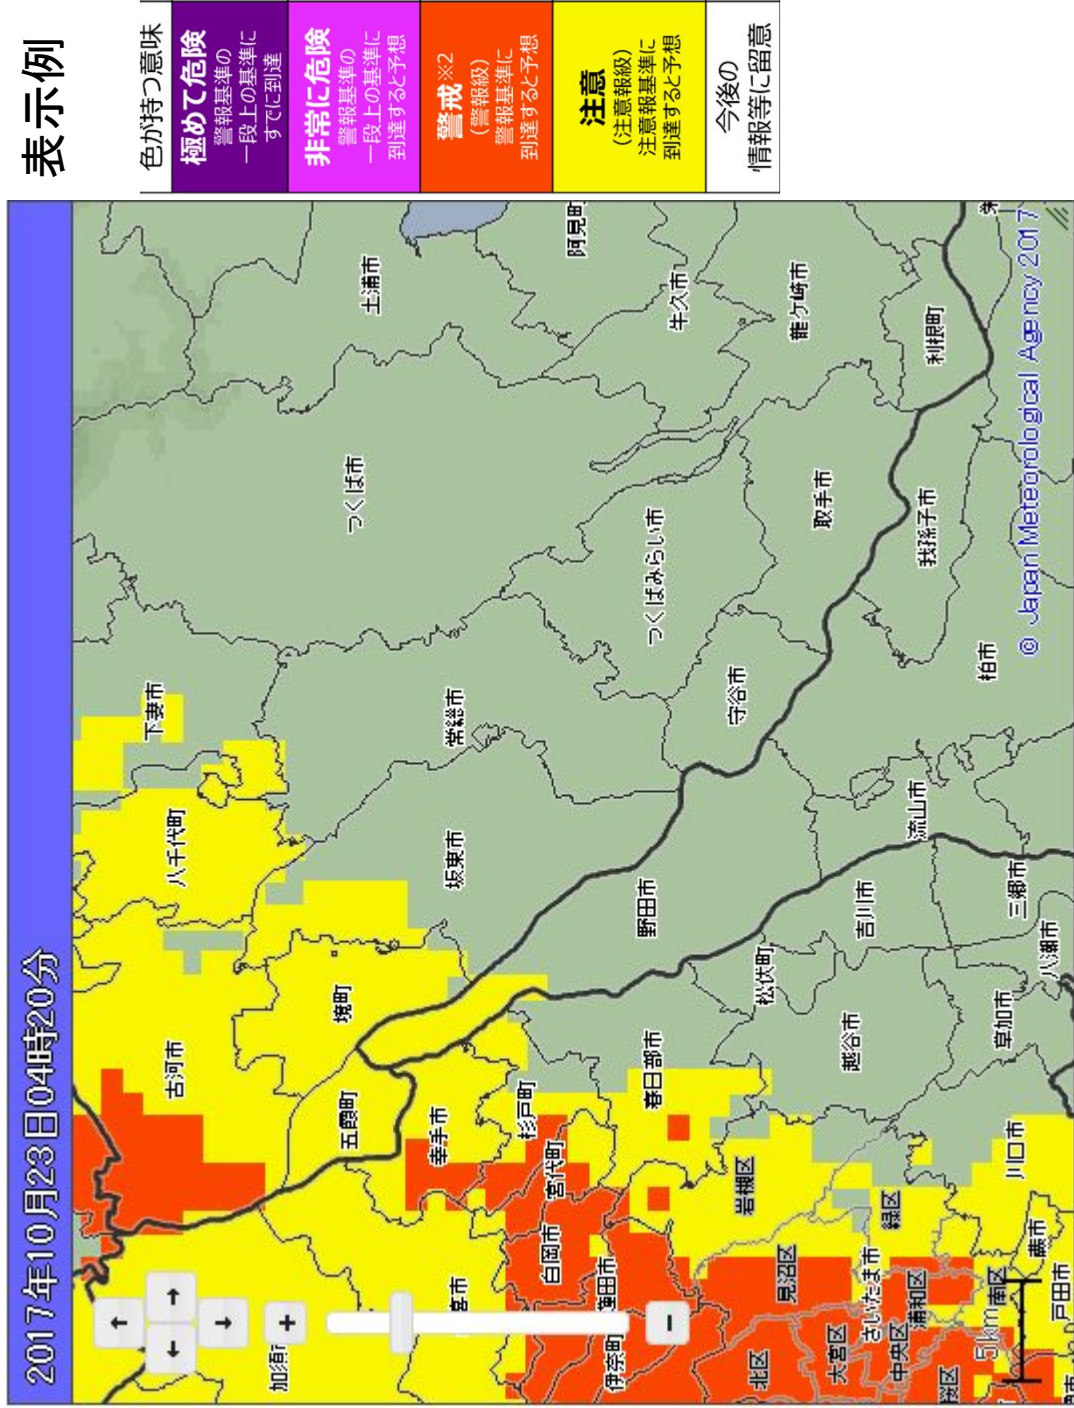 表示例
2017年10月23日04時20分
色が持つ意味
極めて危険
警報基準の
一段上の基準に
すでに到達
非常に危険
警報基準の
一段上の基準に
到達すると予想
警戒※2
(警報級)
警報基準に
到達すると予想
注意
(注意報級)
注意報基準に
到達すると予想
今後の
情報等に留意
下妻市
八千代町
古河市
土浦市
つくば市
境町
五霞町
加須
常総市
坂東市
幸手市
喜市
阿見町
杉戸町
宮代町
白岡市
蓮田市
伊奈町
牛久市
つくばみらい市
野田市
春日部市
守谷市
松伏町
岩槻区
見沼区
北区
龍ケ崎市
取手市
吉川市
越谷市
緑区
さいたま市
大宮区
浦和区
中央区
桜区
利根町
我孫子市
流山市
柏市
三郷市
八潮市
草加市
川口市
蕨市
南区
戸田市
5km
© Japan Meteorological Agency 2017